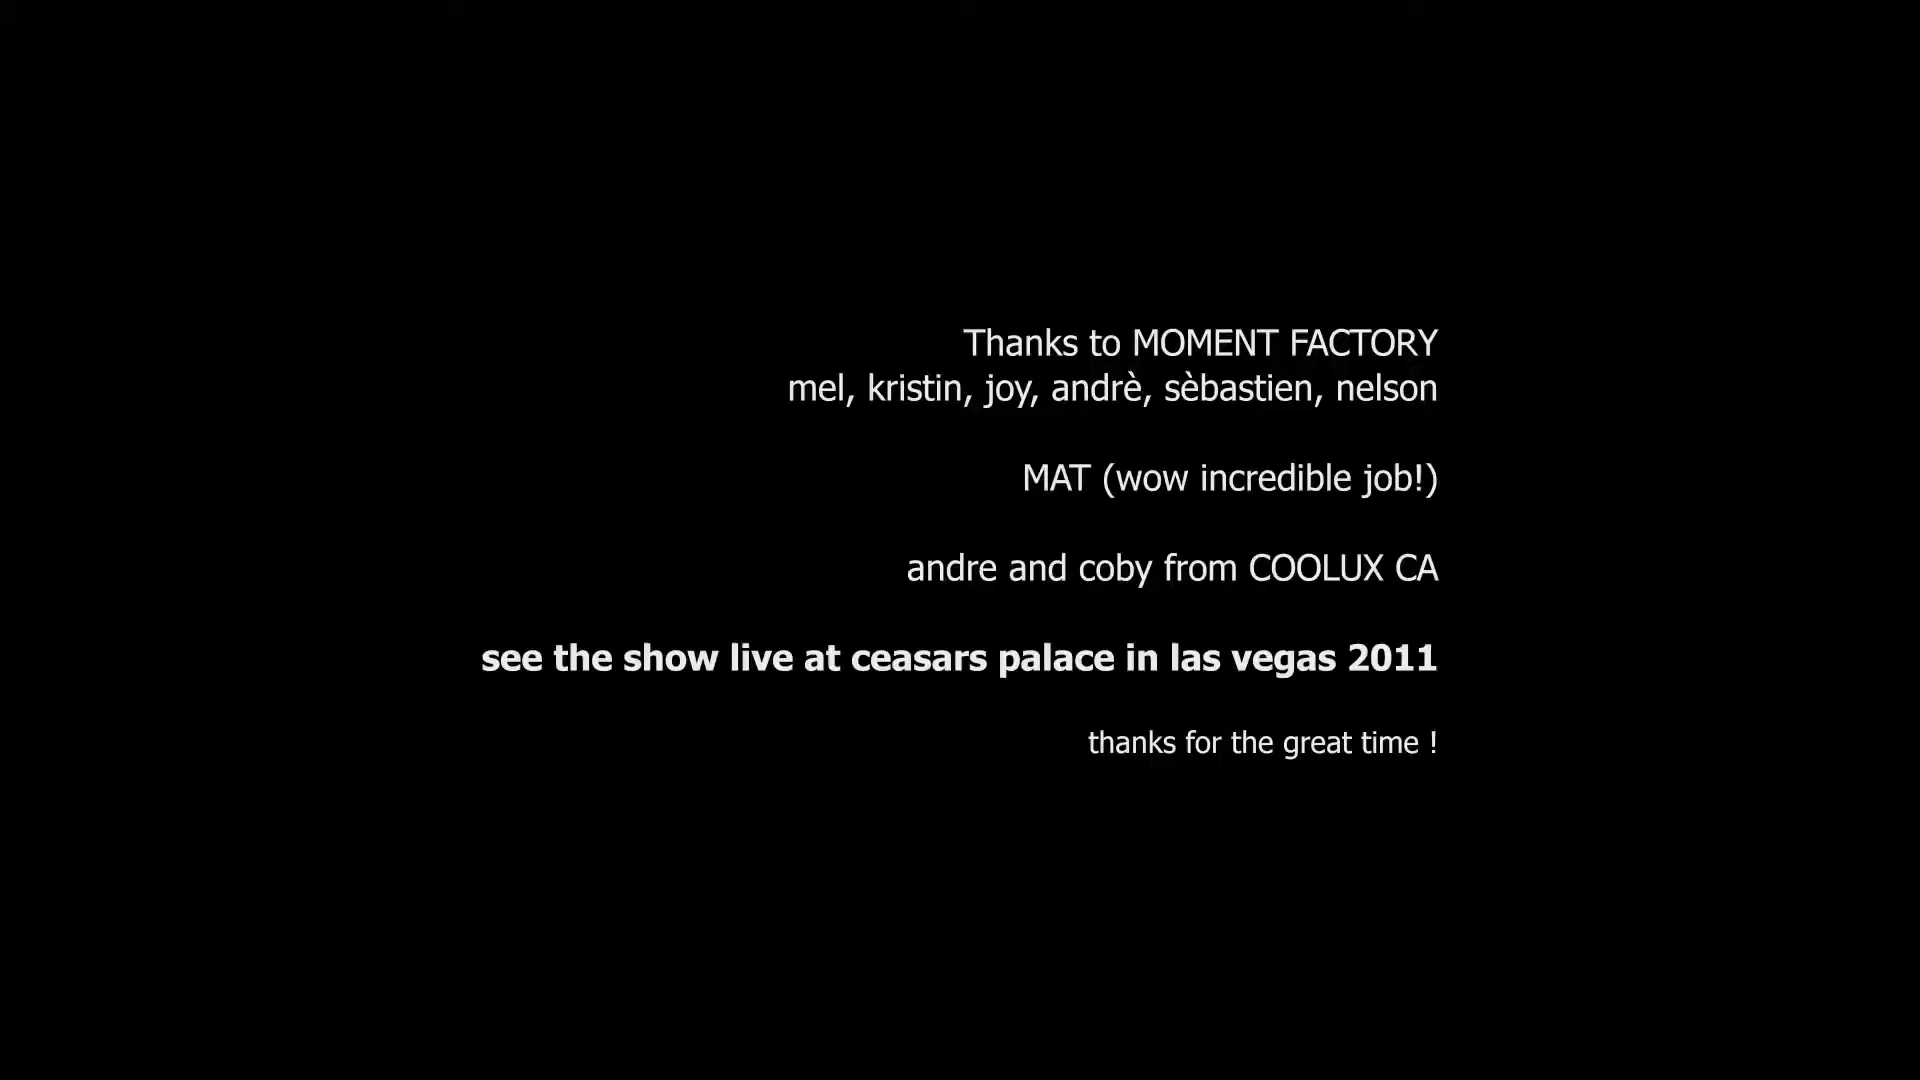 Thanks to MOMENT FACTORY
mel, kristin, joy, andrè, sèbastien, nelson
MAT (wow incredible job!)
andre and coby from COOLUX CA
see the show live at ceasars palace in las vegas 2011
thanks for the great time !